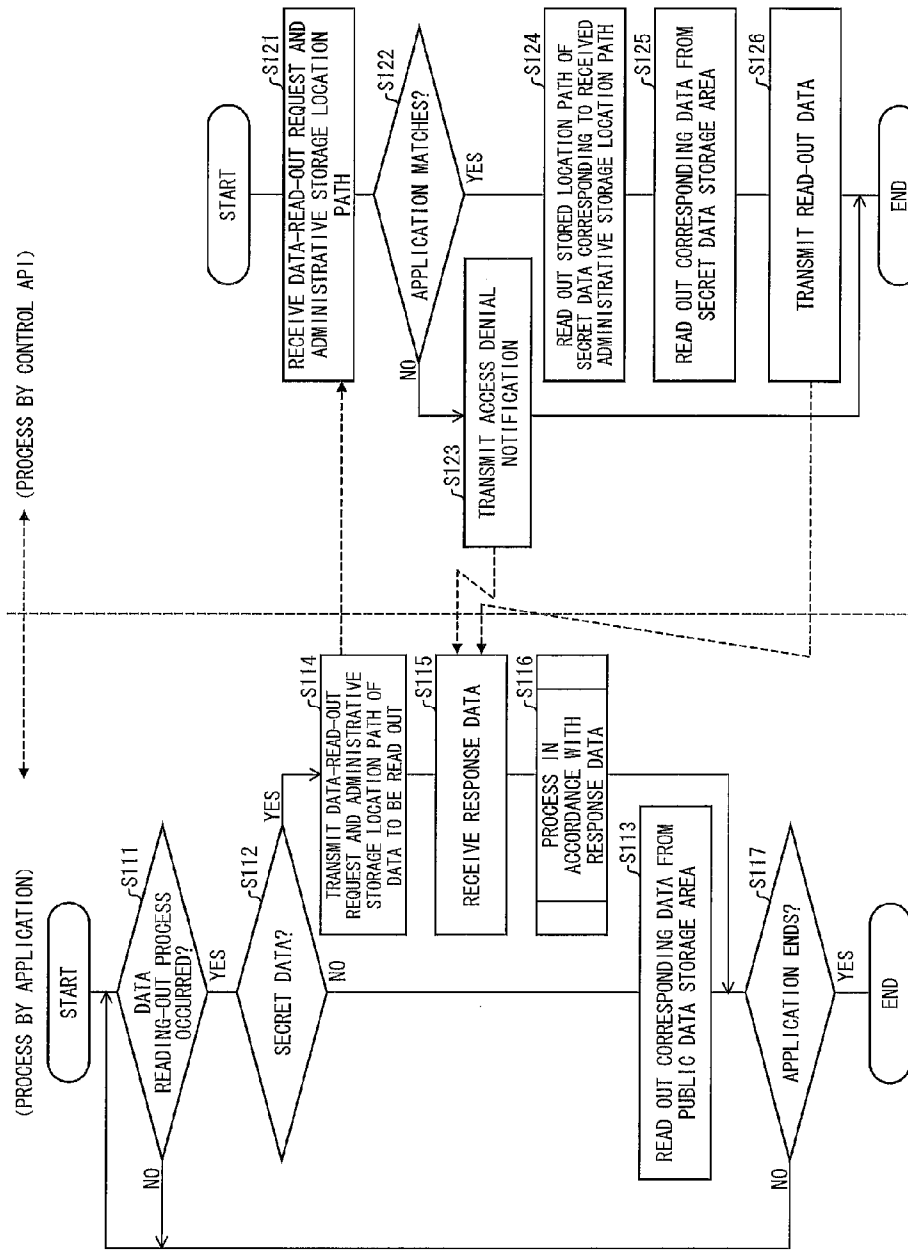 (PROCESS BY APPLICATION)
(PROCESS BY CONTROL API)
START
S111
DATA
READING-OUT PROCESS
OCCURRED?
NO
YES
S112
SECRET DATA?
YES
NO
S114
TRANSMIT DATA-READ-OUT
REQUEST AND ADMINISTRATIVE
STORAGE LOCATION PATH OF
DATA TO BE READ OUT
S115
RECEIVE RESPONSE DATA
S116
PROCESS IN
ACCORDANCE WITH
RESPONSE DATA
S113
READ OUT CORRESPONDING DATA FROM
PUBLIC DATA STORAGE AREA
S117
APPLICATION ENDS?
NO
YES
END
START
S121
RECEIVE DATA-READ-OUT REQUEST AND
ADMINISTRATIVE STORAGE LOCATION
PATH
S122
APPLICATION MATCHES?
NO
YES
S123
TRANSMIT ACCESS DENIAL
NOTIFICATION
S124
READ OUT STORED LOCATION PATH OF
SECRET DATA CORRESPONDING TO RECEIVED
ADMINISTRATIVE STORAGE LOCATION PATH
S125
READ OUT CORRESPONDING DATA FROM
SECRET DATA STORAGE AREA
S126
TRANSMIT READ-OUT DATA
END